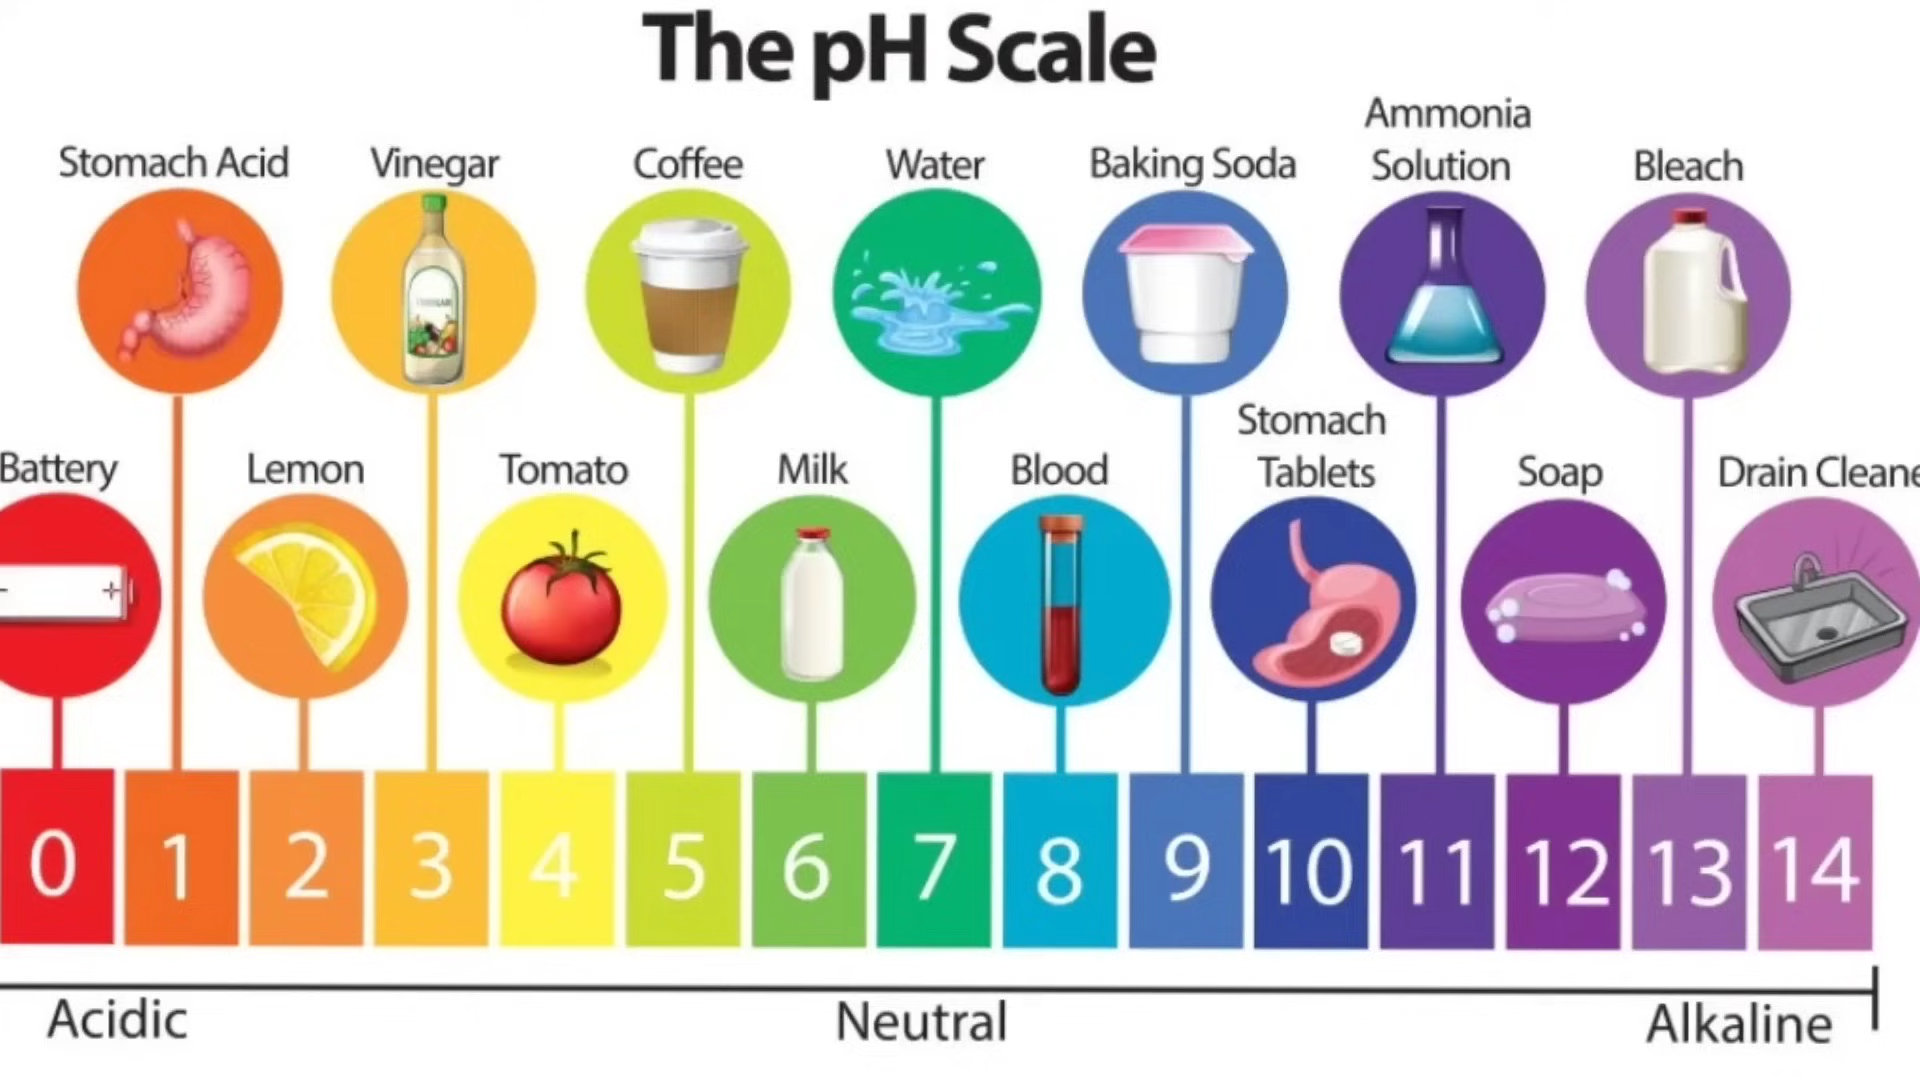 The pH Scale
Stomach Acid
Vinegar
Coffee
Water
Baking Soda
Ammonia
Solution
Bleach
Battery
Lemon
Tomato
Milk
Blood
Stomach
Tablets
Soap
Drain Cleane
0 1 2 3 4 5 6 7 8 9 10 11 12 13 14
Acidic
Neutral
Alkaline